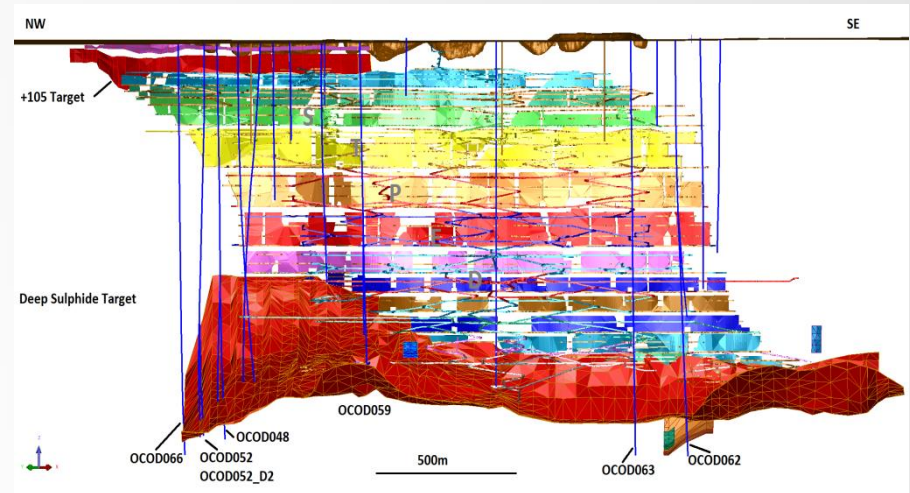 NW
SE
+105 Target
S
P
D
Deep Sulphide Target
OCOD059
OCOD048
OCOD066
OCOD052
OCOD052_D2
500m
OCOD063
OCOD062